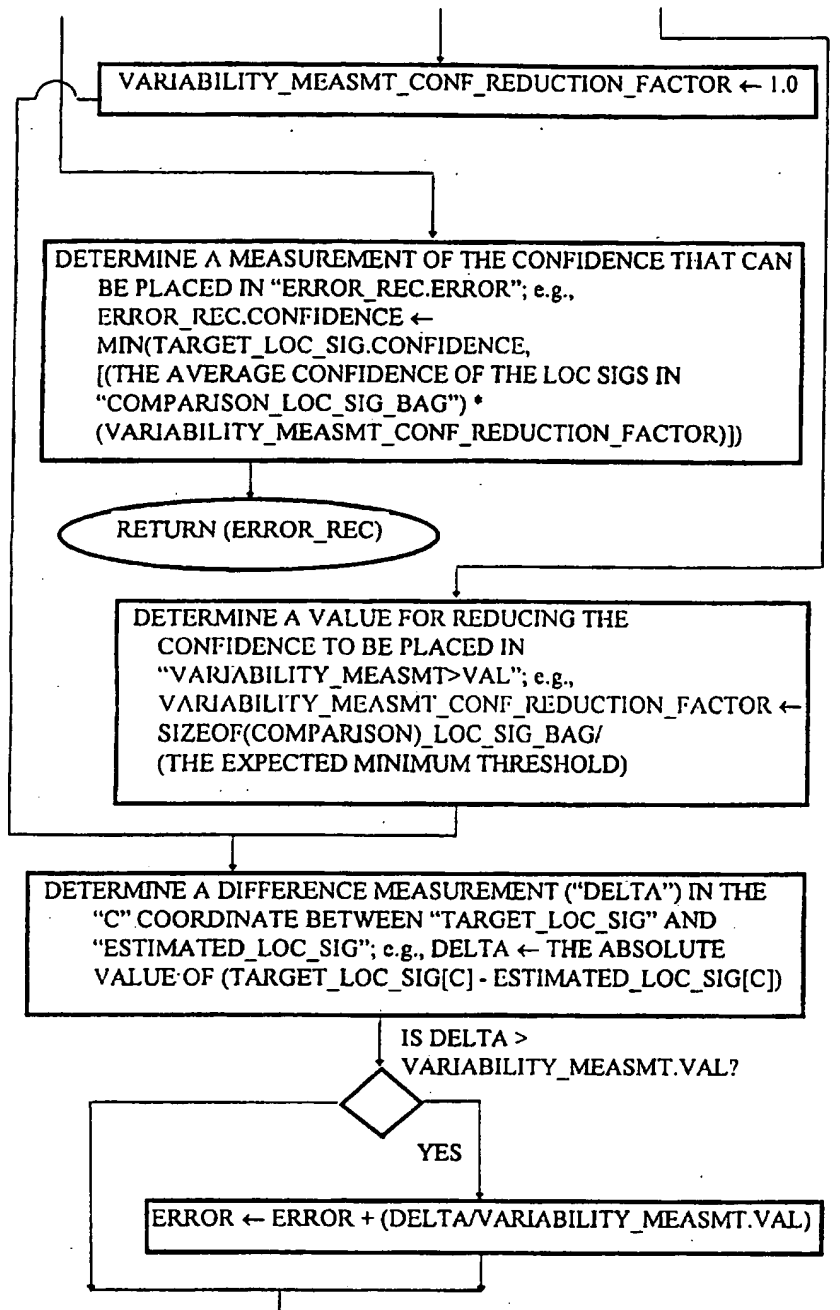 VARIABILITY_MEASMT_CONF_REDUCTION_FACTOR ← 1.0
DETERMINE A MEASUREMENT OF THE CONFIDENCE THAT CAN
BE PLACED IN “ERROR_REC.ERROR”; e.g.,
ERROR_REC.CONFIDENCE ←
MIN(TARGET_LOC_SIG.CONFIDENCE,
[(THE AVERAGE CONFIDENCE OF THE LOC SIGS IN
“COMPARISON_LOC_SIG_BAG”) *
(VARIABILITY_MEASMT_CONF_REDUCTION_FACTOR)])
RETURN (ERROR_REC)
DETERMINE A VALUE FOR REDUCING THE
CONFIDENCE TO BE PLACED IN
“VARIABILITY_MEASMT>VAL”; e.g.,
VARIABILITY_MEASMT_CONF_REDUCTION_FACTOR ←
SIZEOF(COMPARISON)_LOC_SIG_BAG/
(THE EXPECTED MINIMUM THRESHOLD)
DETERMINE A DIFFERENCE MEASUREMENT (“DELTA”) IN THE
“C” COORDINATE BETWEEN “TARGET_LOC_SIG” AND
“ESTIMATED_LOC_SIG”; e.g., DELTA ← THE ABSOLUTE
VALUE OF (TARGET_LOC_SIG[C] - ESTIMATED_LOC_SIG[C])
IS DELTA >
VARIABILITY_MEASMT.VAL?
YES
ERROR ← ERROR + (DELTA/VARIABILITY_MEASMT.VAL)